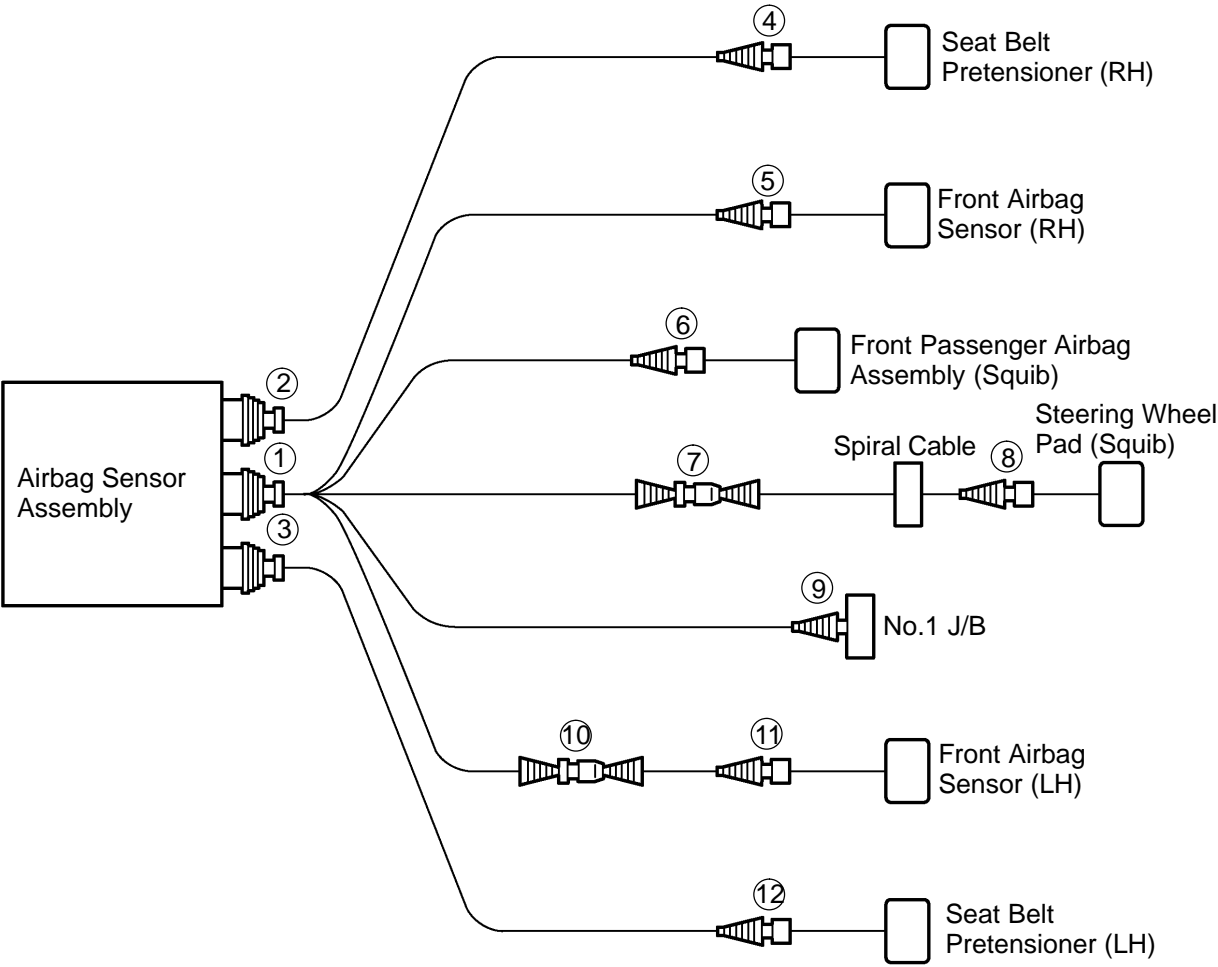 ④
Seat Belt
Pretensioner (RH)
⑤
Front Airbag
Sensor (RH)
⑥
Front Passenger Airbag
Assembly (Squib)
②
①
③
Airbag Sensor
Assembly
⑦
Spiral Cable
⑧
Steering Wheel
Pad (Squib)
⑨
No.1 J/B
⑩
⑪
Front Airbag
Sensor (LH)
⑫
Seat Belt
Pretensioner (LH)